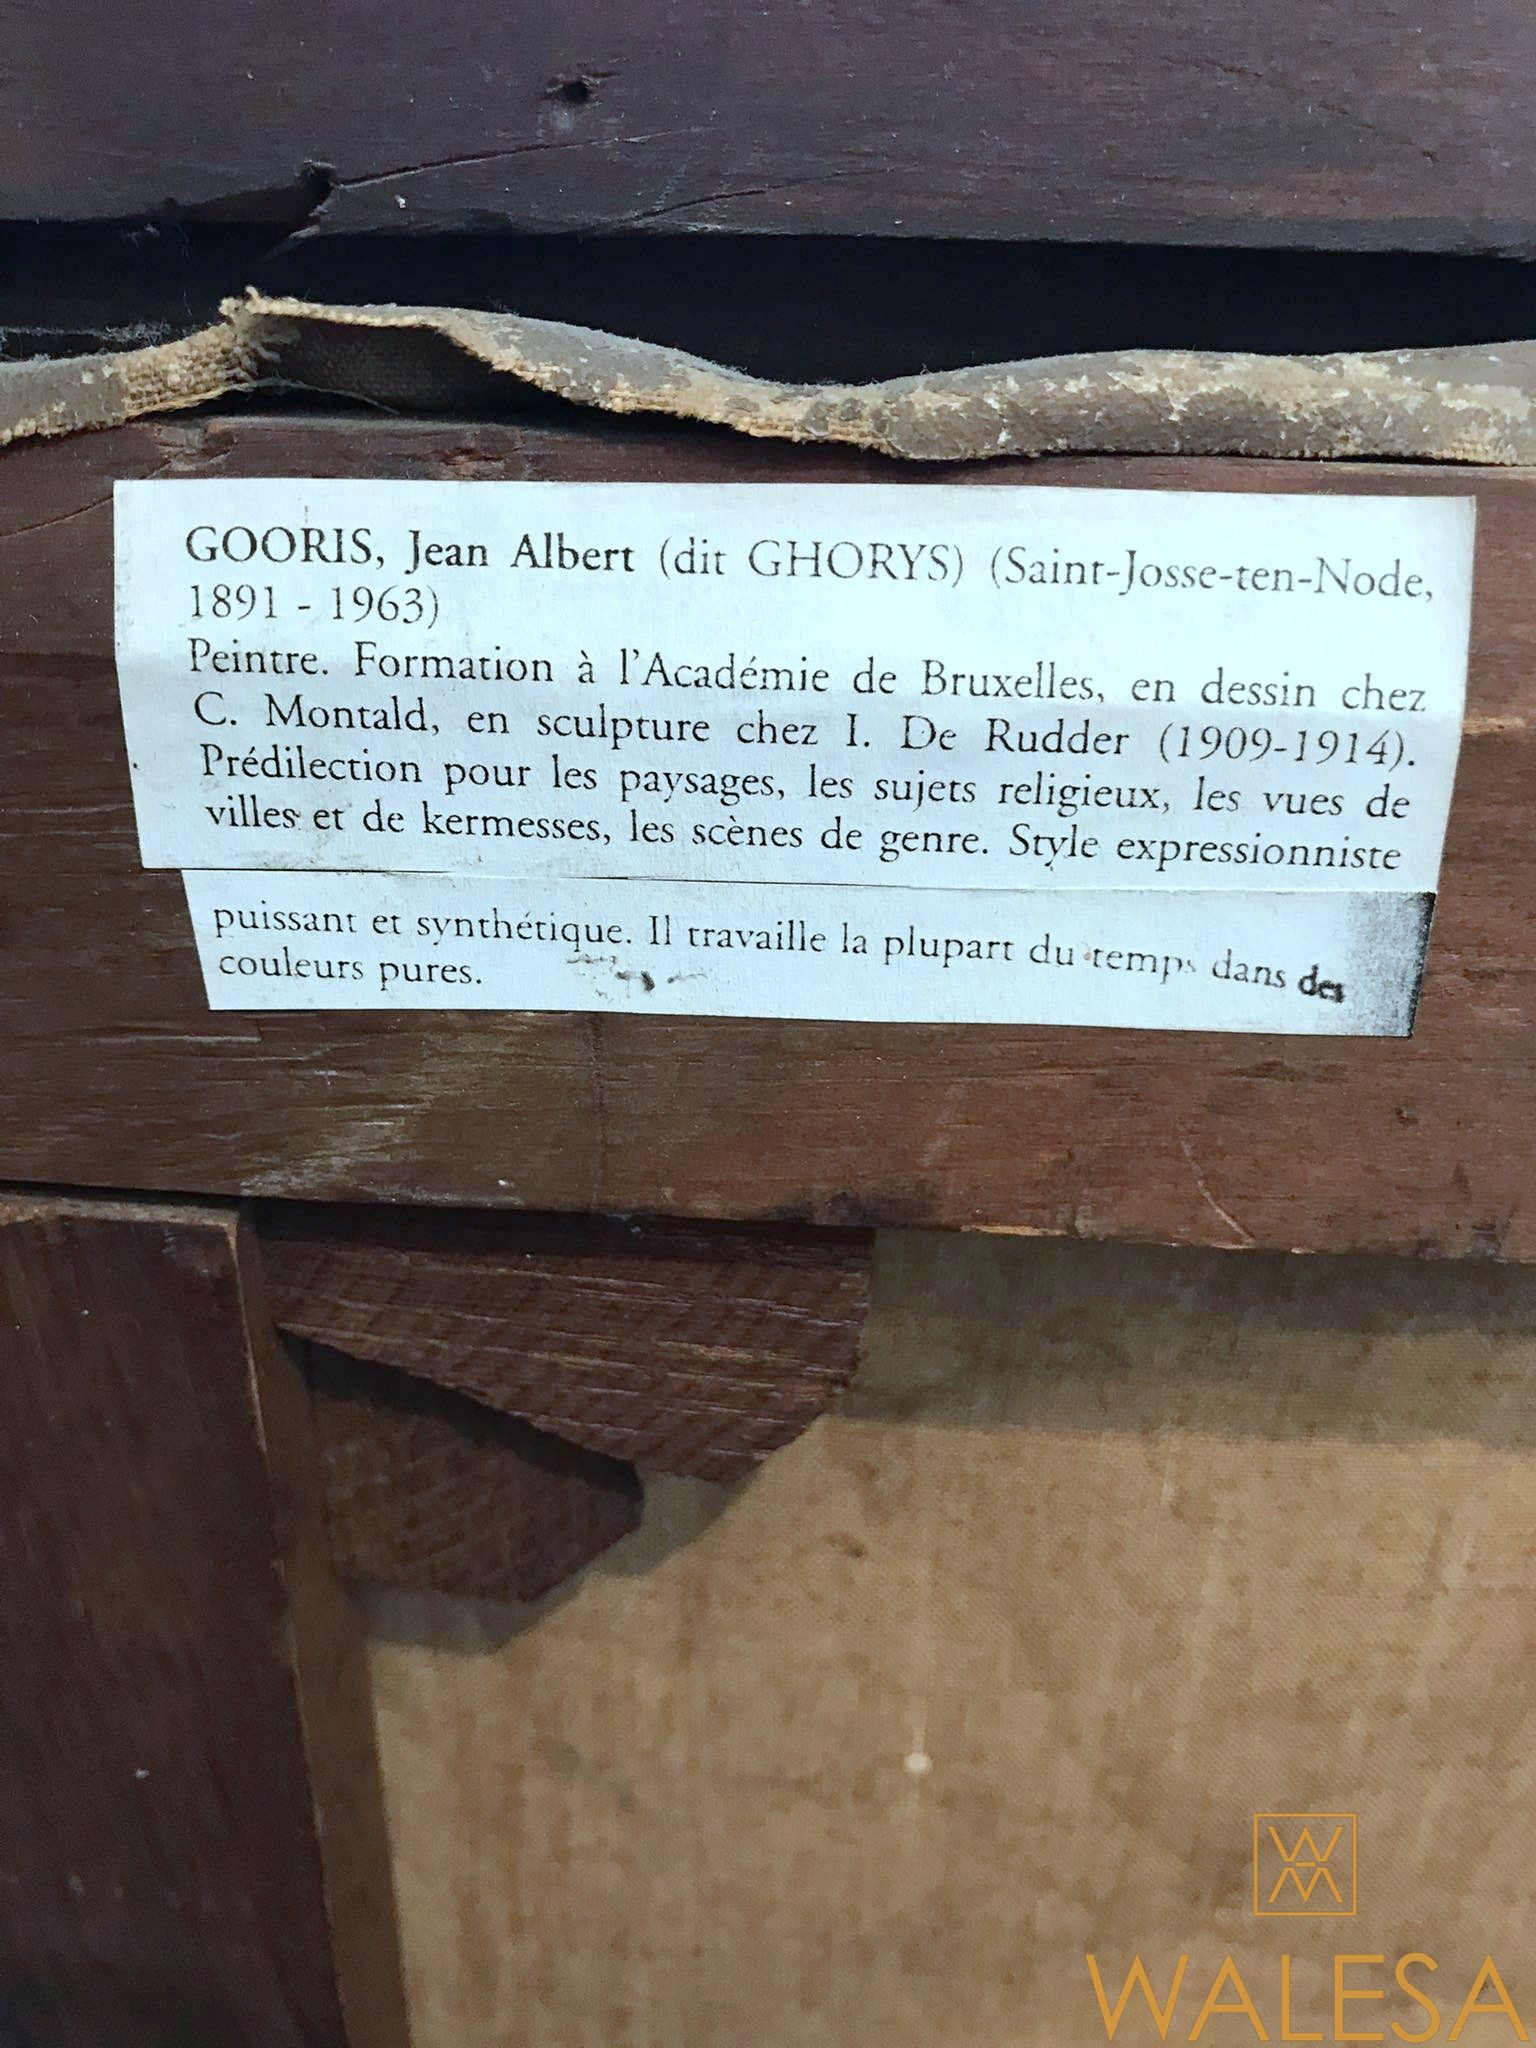 GOORIS, Jean Albert (dit GHORYS) (Saint-Josse-ten-Node,
1891 - 1963)
Peintre. Formation à l'Académie de Bruxelles, en dessin chez
C. Montald, en sculpture chez I. De Rudder (1909-1914).
Prédilection pour les paysages, les sujets religieux, les vues de
villes et de kermesses, les scènes de genre. Style expressionniste
puissant et synthétique. Il travaille la plupart du temps dans des
couleurs pures.
WALESA